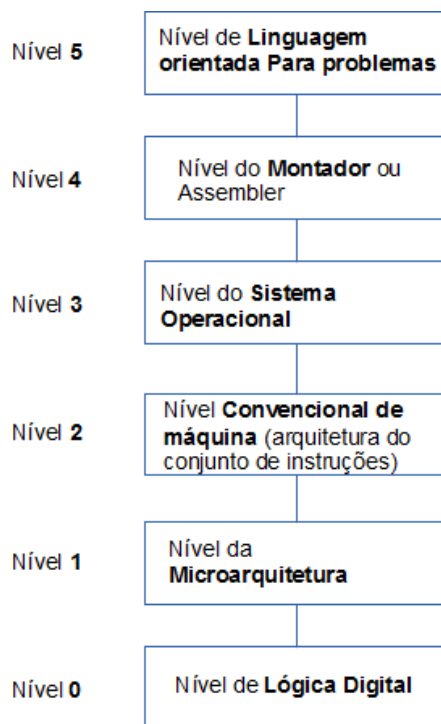 Nível 5
Nível de Linguagem
orientada Para problemas
Nível 4
Nível do Montador ou
Assembler
Nível 3
Nível do Sistema
Operacional
Nível 2
Nível Convencional de
máquina (arquitetura do
conjunto de instruções)
Nível 1
Nível da
Microarquitetura
Nível 0
Nível de Lógica Digital